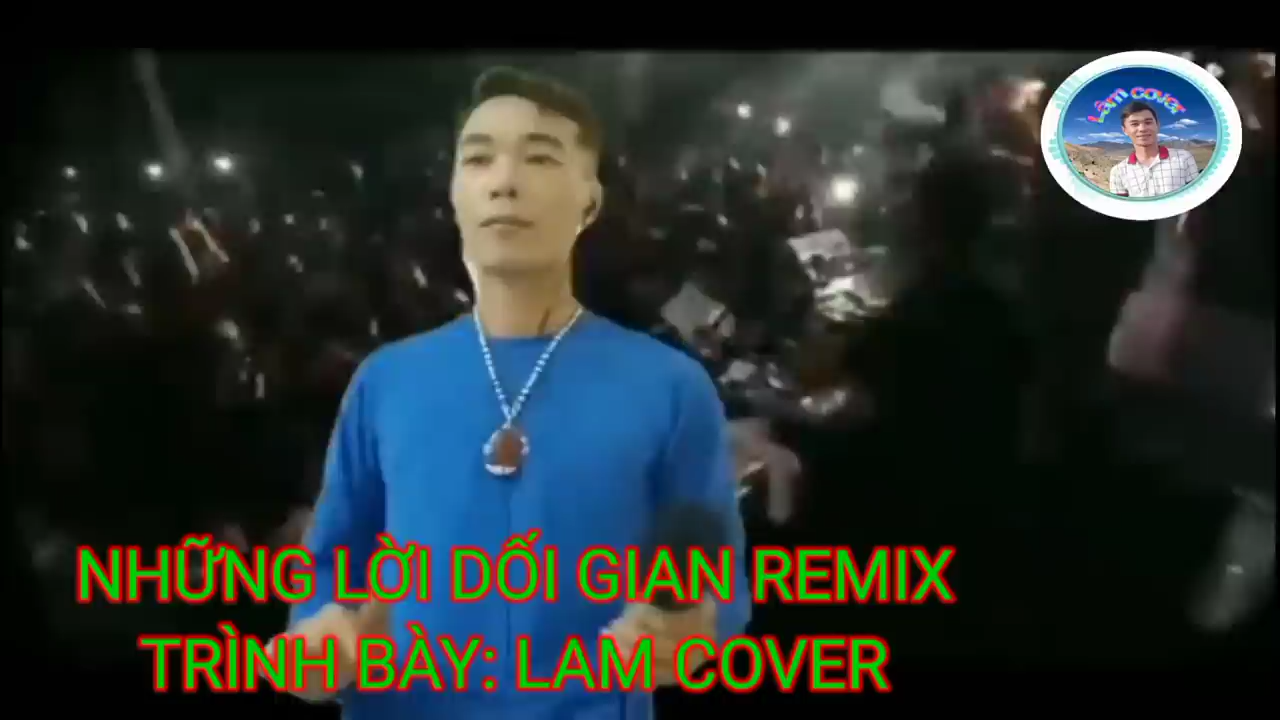 Lâm cover
NHỮNG LỜI DỐI GIAN REMIX
TRÌNH BÀY: LAM COVER